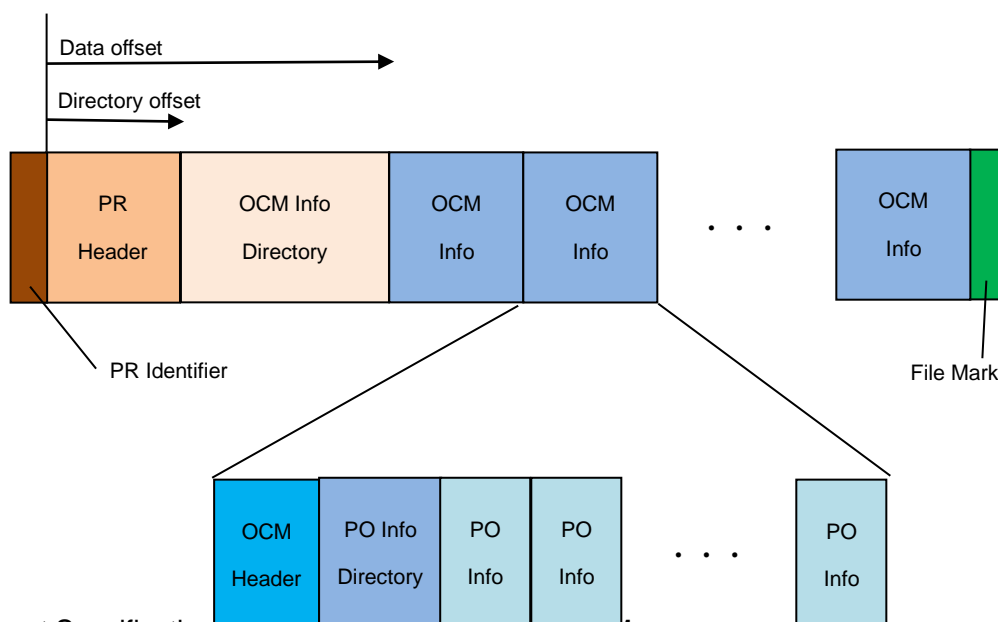 Data offset
Directory offset
PR
Header
OCM Info
Directory
OCM
Info
OCM
Info
. . .
OCM
Info
PR Identifier
File Mark
OCM
Header
PO Info
Directory
PO
Info
PO
Info
. . .
PO
Info